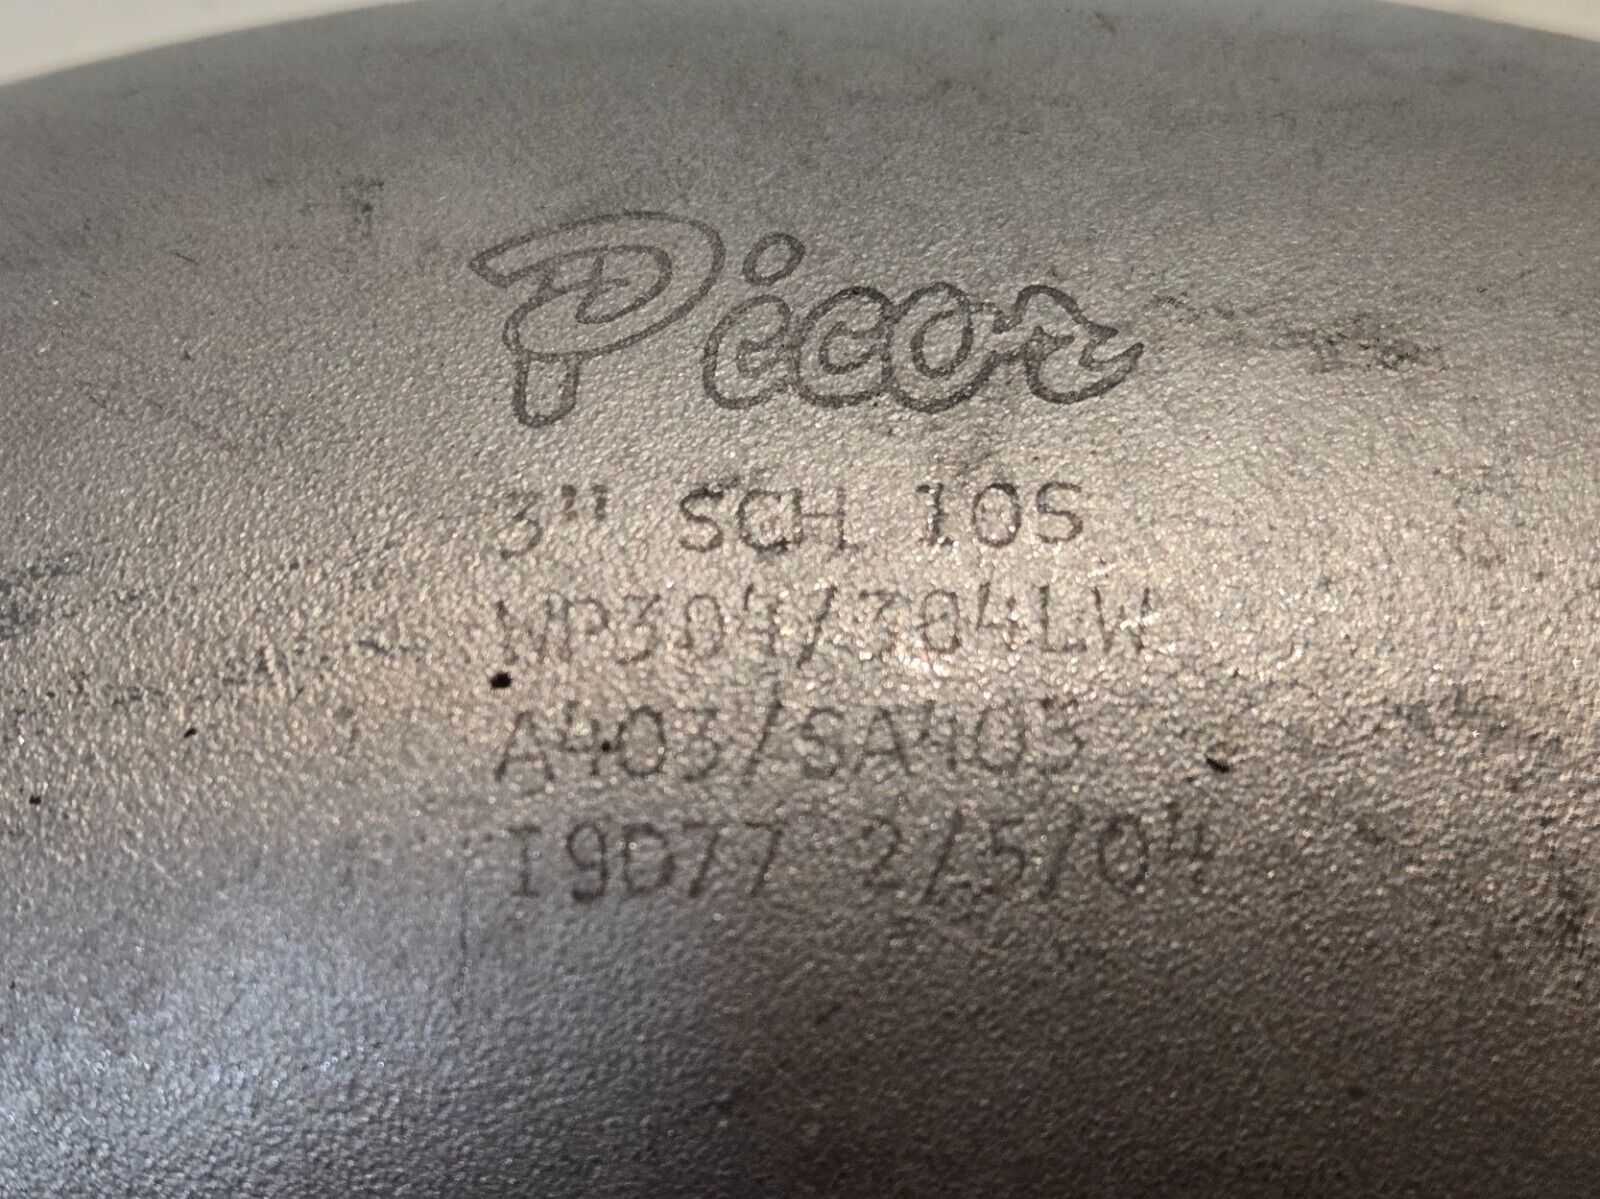 Picor
3" SCH 10S
WP304/304LW
A403/SA403
I9D77 2/5/04